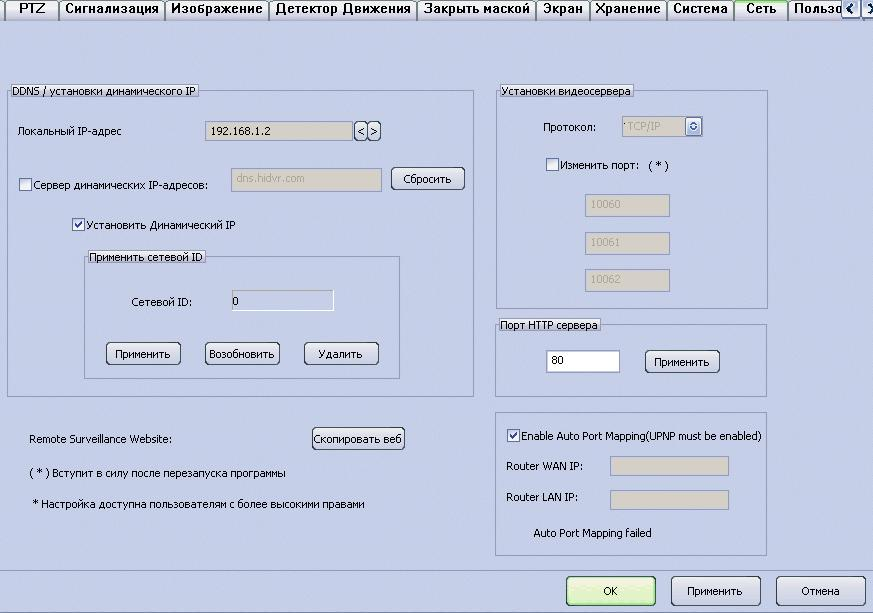 PTZ Сигнализация Изображение Детектор Движения Закрыть маской Экран Хранение Система Сеть Пользо
DDNS / установки динамического IP
Локальный IP-адрес 192.168.1.2 < >
Сервер динамических IP-адресов: dns.hidvr.com Сбросить
Установить Динамический IP
Применить сетевой ID
Сетевой ID: 0
Применить Возобновить Удалить
Remote Surveillance Website: Скопировать веб
( * ) Вступит в силу после перезапуска программы
* Настройка доступна пользователям с более высокими правами
Установки видеосервера
Протокол: TCP/IP
Изменить порт: ( * )
10060
10061
10062
Порт HTTP сервера
80 Применить
Enable Auto Port Mapping(UPNP must be enabled)
Router WAN IP:
Router LAN IP:
Auto Port Mapping failed
OK Применить Отмена